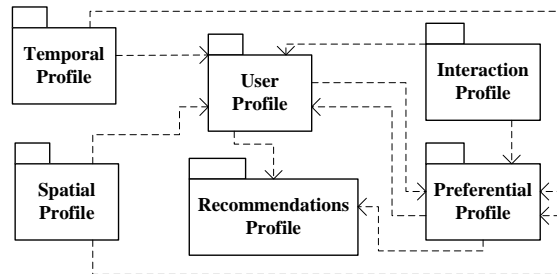 Temporal
Profile
User
Profile
Interaction
Profile
Spatial
Profile
Recommendations
Profile
Preferential
Profile